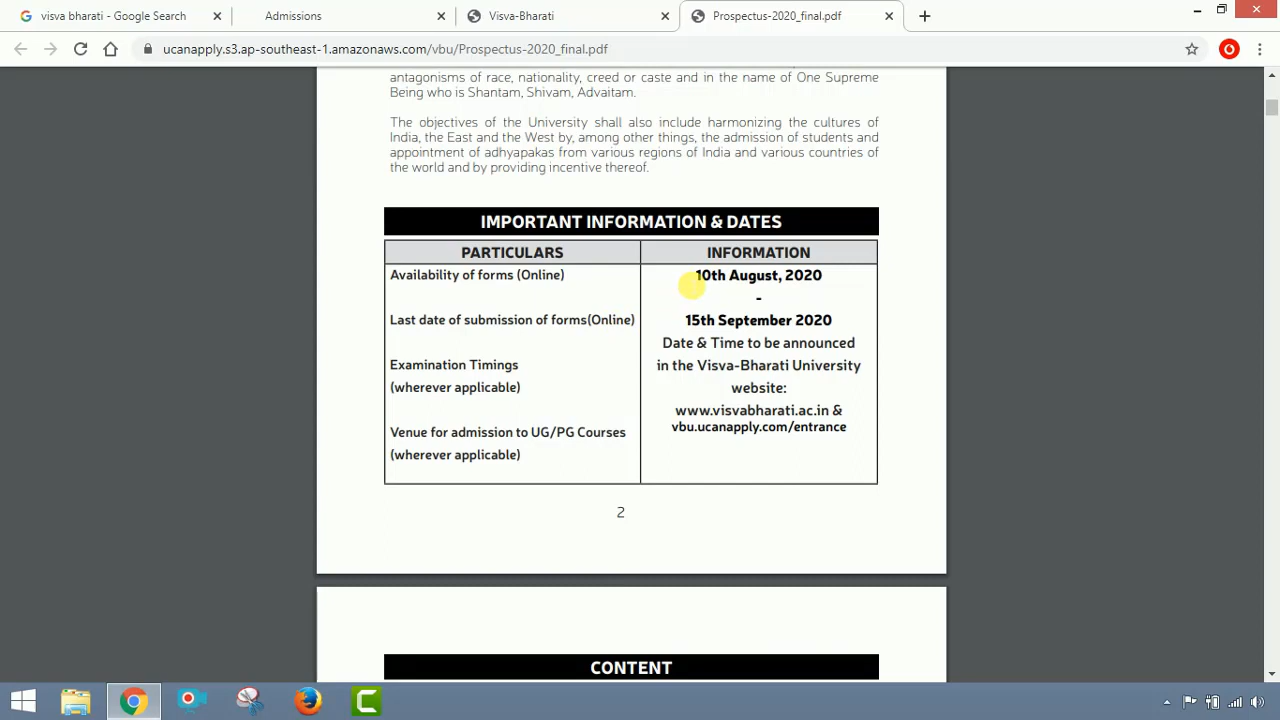 visa bharati - Google Search
Admissions
Visva-Bharati
Prospectus-2020_final.pdf
ucanapply.s3.ap-southeast-1.amazonaws.com/vbu/Prospectus-2020_final.pdf
antagonisms of race, nationality, creed or caste and in the name of One Supreme
Being who is Shantam, Shivam, Advaitam.
The objectives of the University shall also include harmonizing the cultures of
India, the East and the West by, among other things, the admission of students and
appointment of adhyapakas from various regions of India and various countries of
the world and by providing incentive thereof.
IMPORTANT INFORMATION & DATES
PARTICULARS
INFORMATION
Availability of forms (Online)
10th August, 2020
-
Last date of submission of forms(Online)
15th September 2020
Date & Time to be announced
Examination Timings
in the Visva-Bharati University
(wherever applicable)
website:
www.visvabharati.ac.in &
vbu.ucanapply.com/entrance
Venue for admission to UG/PG Courses
(wherever applicable)
2
CONTENT